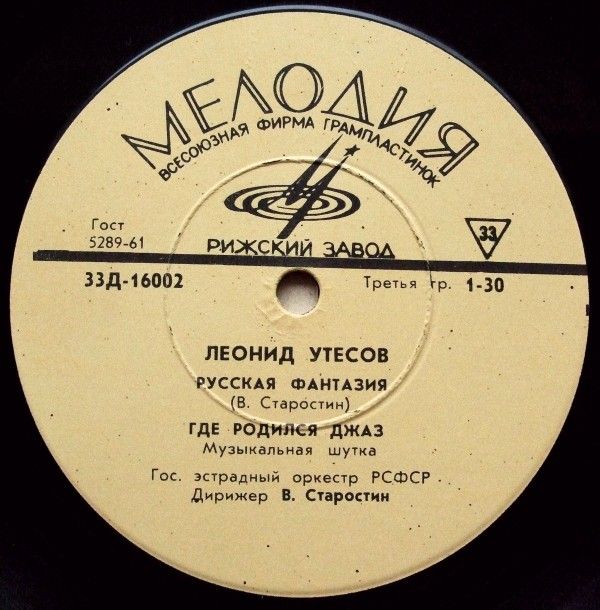 МЕЛОДИЯ
ВСЕСОЮЗНАЯ ФИРМА ГРАМПЛАСТИНОК
Гост
5289-61
РИЖСКИЙ ЗАВОД
33
33Д-16002
Третья гр. 1-30
ЛЕОНИД УТЕСОВ
РУССКАЯ ФАНТАЗИЯ
(В. Старостин)
ГДЕ РОДИЛСЯ ДЖАЗ
Музыкальная шутка
Гос. эстрадный оркестр РСФСР
Дирижер В. Старостин